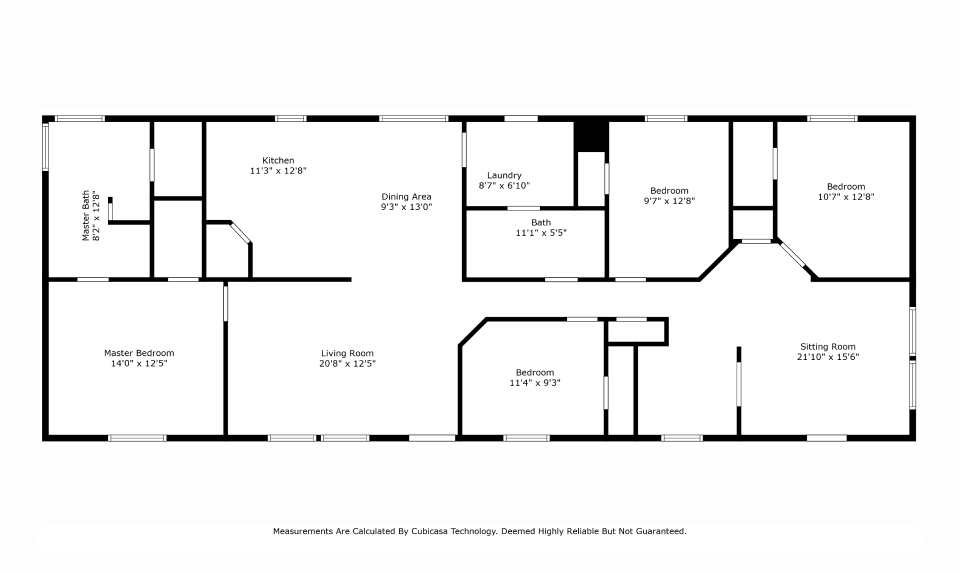 Kitchen
11'3" x 12'8"
Dining Area
9'3" x 13'0"
Laundry
8'7" x 6'10"
Bath
11'1" x 5'5"
Bedroom
9'7" x 12'8"
Bedroom
10'7" x 12'8"
Master Bath
8'2" x 12'8"
Master Bedroom
14'0" x 12'5"
Living Room
20'8" x 12'5"
Bedroom
11'4" x 9'3"
Sitting Room
21'10" x 15'6"
Measurements Are Calculated By Cubicasa Technology. Deemed Highly Reliable But Not Guaranteed.